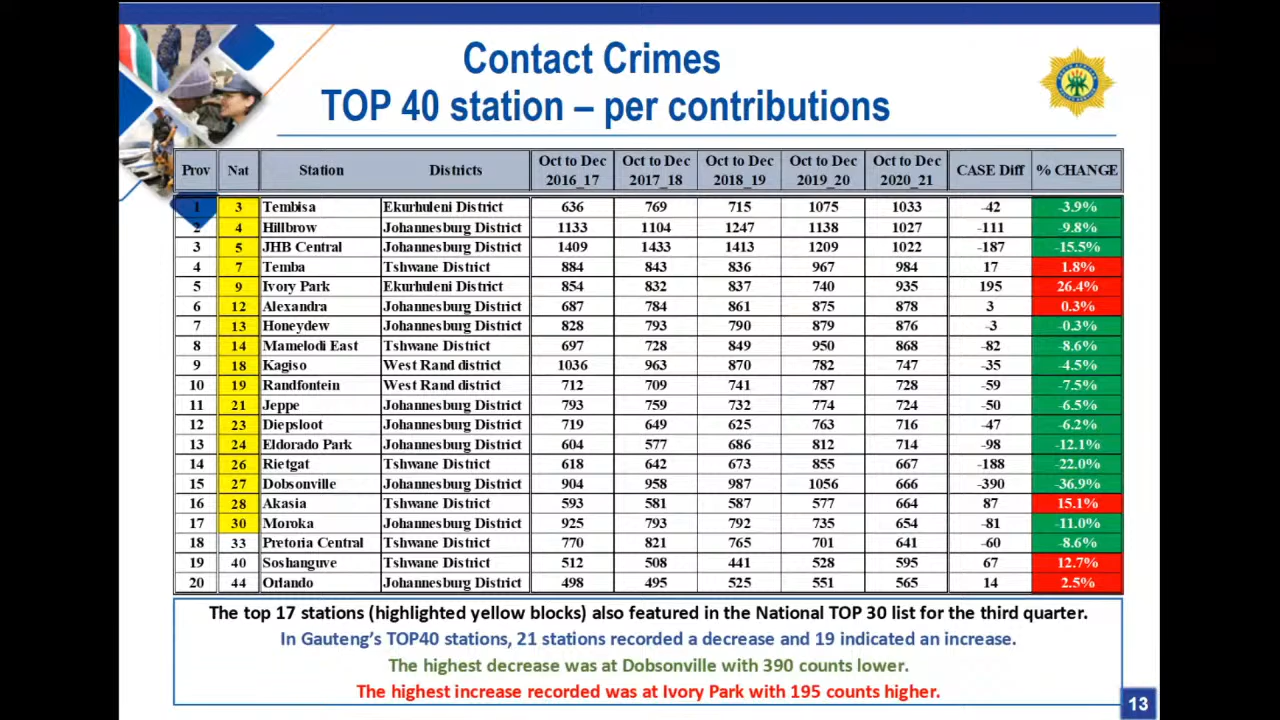 Contact Crimes
TOP 40 station – per contributions
Prov Nat Station Districts Oct to Dec 2016_17 Oct to Dec 2017_18 Oct to Dec 2018_19 Oct to Dec 2019_20 Oct to Dec 2020_21 CASE Diff % CHANGE
1 3 Tembisa Ekurhuleni District 636 769 715 1075 1033 -42 -3.9%
2 4 Hillbrow Johannesburg District 1133 1104 1247 1138 1027 -111 -9.8%
3 5 JHB Central Johannesburg District 1409 1433 1413 1209 1022 -187 -15.5%
4 7 Temba Tshwane District 884 843 836 967 984 17 1.8%
5 9 Ivory Park Ekurhuleni District 854 832 837 740 935 195 26.4%
6 12 Alexandra Johannesburg District 687 784 861 875 878 3 0.3%
7 13 Honeydew Johannesburg District 828 793 790 879 876 -3 -0.3%
8 14 Mamelodi East Tshwane District 697 728 849 950 868 -82 -8.6%
9 18 Kagiso West Rand district 1036 963 870 782 747 -35 -4.5%
10 19 Randfontein West Rand district 712 709 741 787 728 -59 -7.5%
11 21 Jeppe Johannesburg District 793 759 732 774 724 -50 -6.5%
12 23 Diepsloot Johannesburg District 719 649 625 763 716 -47 -6.2%
13 24 Eldorado Park Johannesburg District 604 577 686 812 714 -98 -12.1%
14 26 Rietgat Tshwane District 618 642 673 855 667 -188 -22.0%
15 27 Dobsonville Johannesburg District 904 958 987 1056 666 -390 -36.9%
16 28 Akasia Tshwane District 593 581 587 577 664 87 15.1%
17 30 Moroka Johannesburg District 925 793 792 735 654 -81 -11.0%
18 33 Pretoria Central Tshwane District 770 821 765 701 641 -60 -8.6%
19 40 Soshanguve Tshwane District 512 508 441 528 595 67 12.7%
20 44 Orlando Johannesburg District 498 495 525 551 565 14 2.5%
The top 17 stations (highlighted yellow blocks) also featured in the National TOP 30 list for the third quarter.
In Gauteng's TOP40 stations, 21 stations recorded a decrease and 19 indicated an increase.
The highest decrease was at Dobsonville with 390 counts lower.
The highest increase recorded was at Ivory Park with 195 counts higher.
13